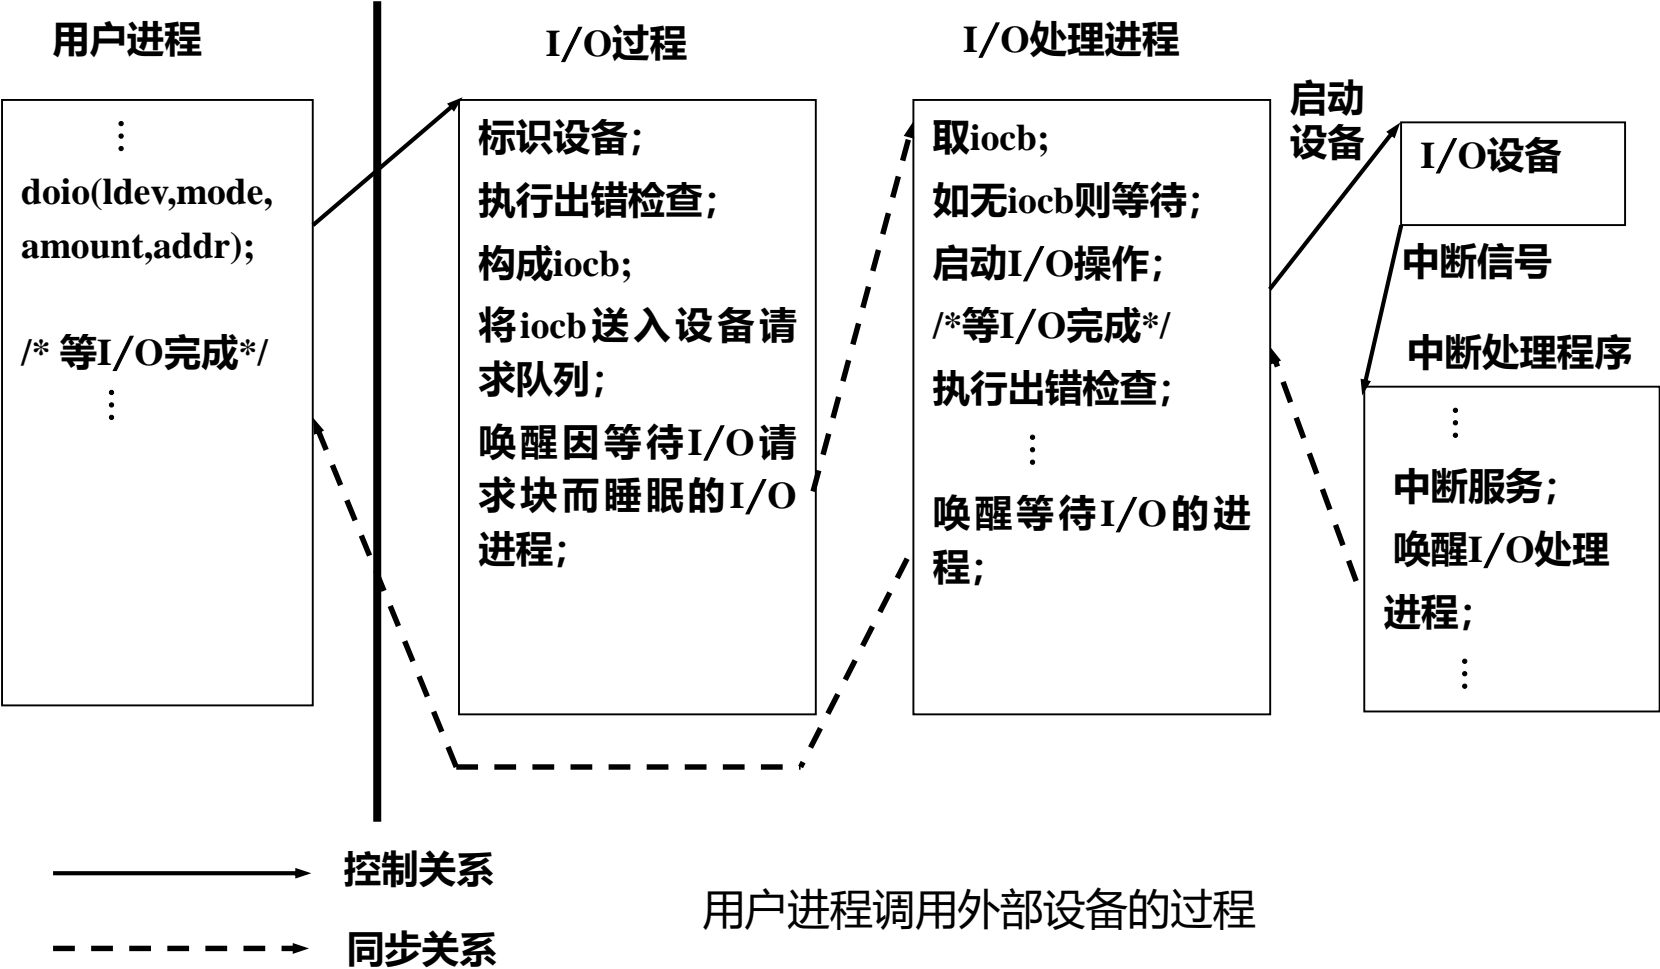 用户进程
⋮
doio(ldev,mode,
amount,addr);
/* 等I/O完成*/
⋮
I/O过程
标识设备；
执行出错检查；
构成iocb;
将iocb送入设备请
求队列；
唤醒因等待I/O请
求块而睡眠的I/O
进程；
I/O处理进程
取iocb;
如无iocb则等待；
启动I/O操作；
/*等I/O完成*/
执行出错检查；
⋮
唤醒等待I/O的进
程；
启动
设备
I/O设备
中断信号
中断处理程序
⋮
中断服务；
唤醒I/O处理
进程；
⋮
控制关系
同步关系
用户进程调用外部设备的过程